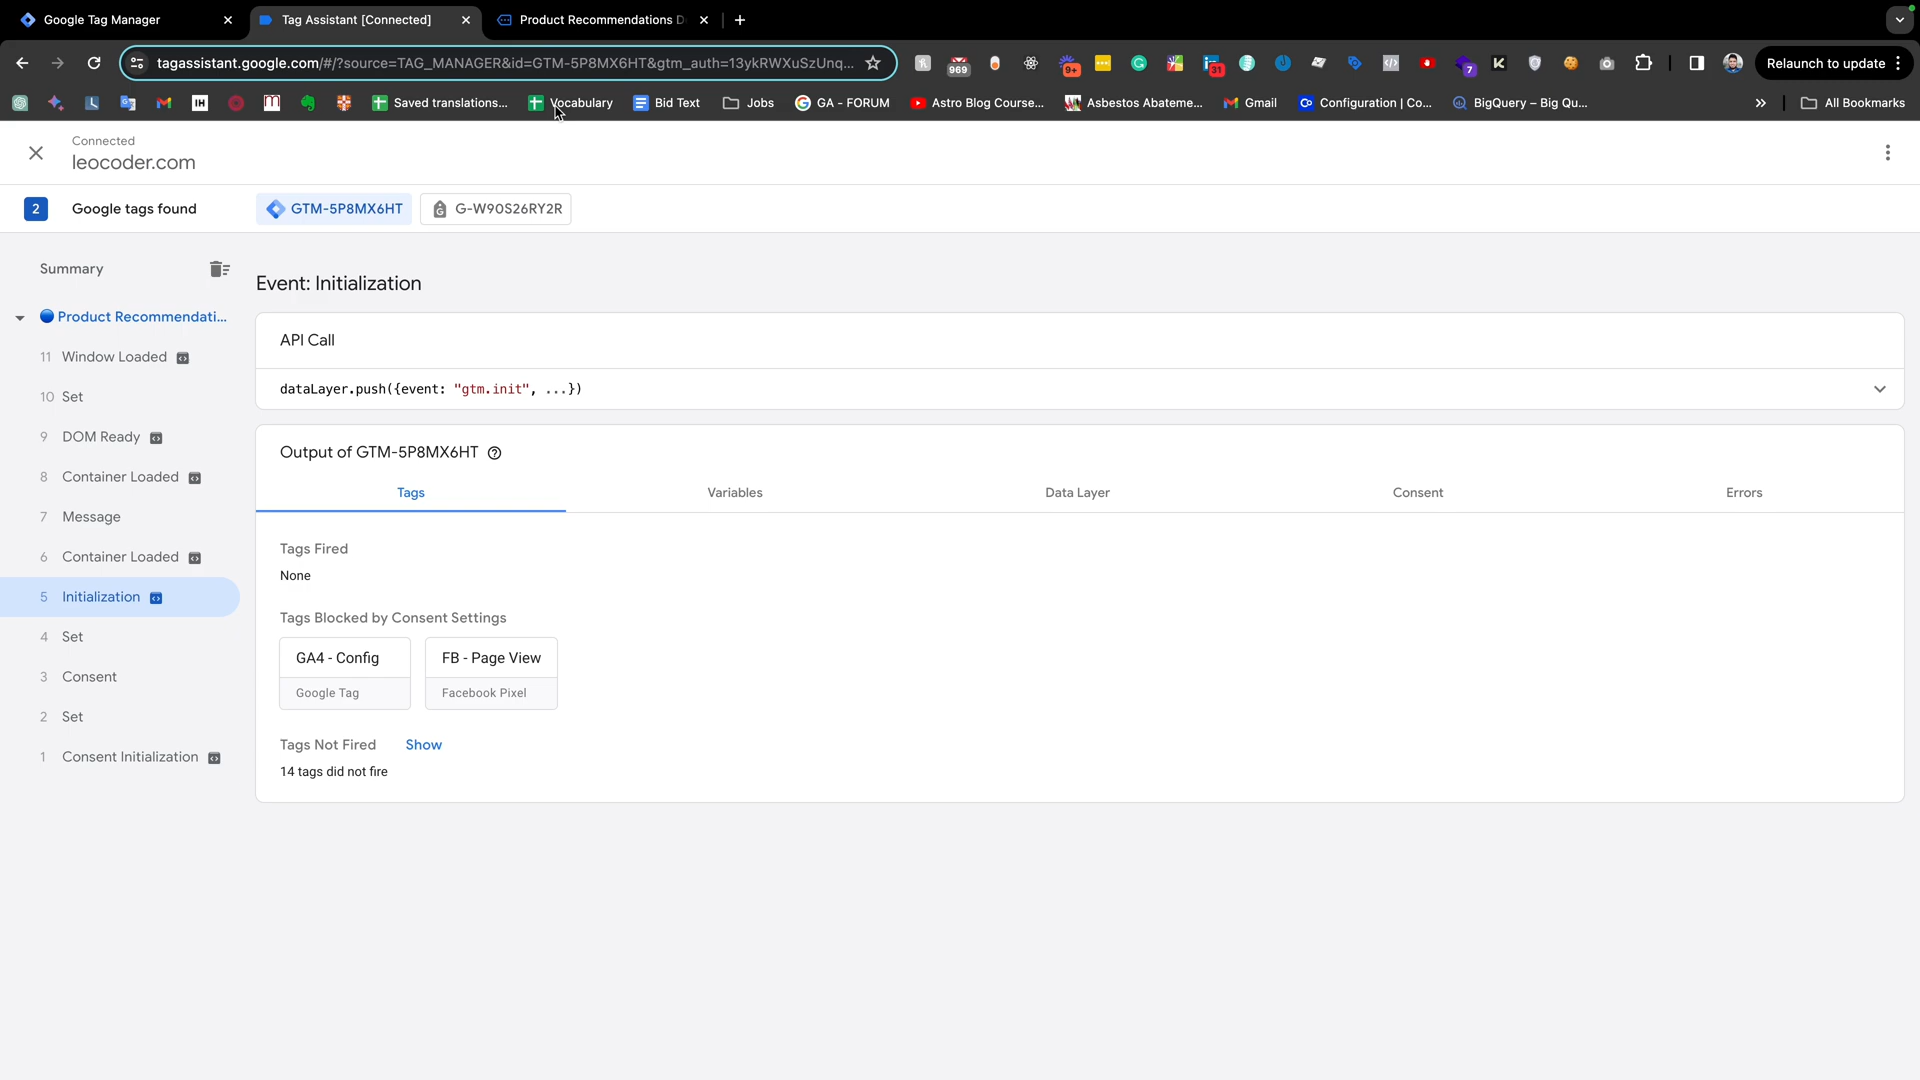 Google Tag Manager
Tag Assistant [Connected]
Product Recommendations D
tagassistant.google.com/#/?source=TAG_MANAGER&id=GTM-5P8MX6HT&gtm_auth=13ykRWXuSzUnq...
969
9+
31
7
Relaunch to update
IH
Saved translations...
Vocabulary
Bid Text
Jobs
GA - FORUM
Astro Blog Course...
Asbestos Abateme...
Gmail
Configuration | Co...
BigQuery – Big Qu...
All Bookmarks
Connected
leocoder.com
2
Google tags found
GTM-5P8MX6HT
G-W90S26RY2R
Summary
Product Recommendati...
11 Window Loaded
10 Set
9 DOM Ready
8 Container Loaded
7 Message
6 Container Loaded
5 Initialization
4 Set
3 Consent
2 Set
1 Consent Initialization
Event: Initialization
API Call
dataLayer.push({event: "gtm.init", ...})
Output of GTM-5P8MX6HT
Tags
Variables
Data Layer
Consent
Errors
Tags Fired
None
Tags Blocked by Consent Settings
GA4 - Config
Google Tag
FB - Page View
Facebook Pixel
Tags Not Fired
Show
14 tags did not fire